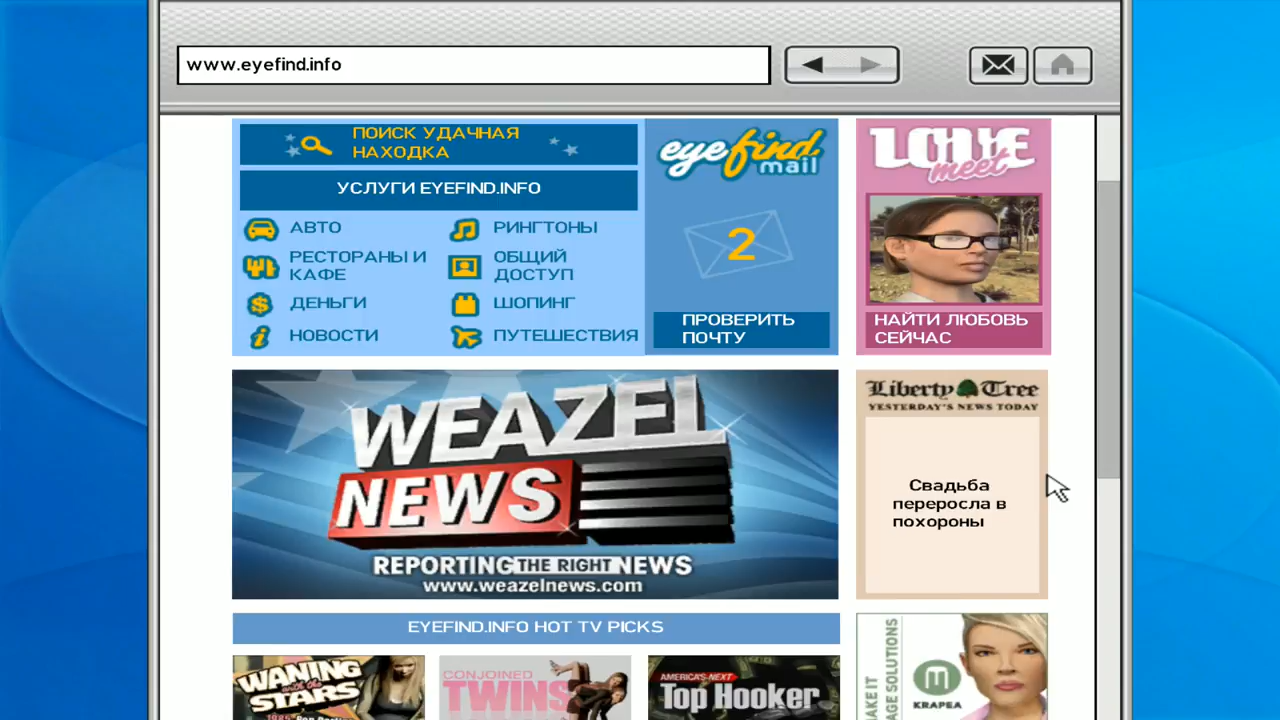 www.eyefind.info
ПОИСК УДАЧНАЯ
НАХОДКА
УСЛУГИ EYEFIND.INFO
АВТО
РИНГТОНЫ
РЕСТОРАНЫ И
КАФЕ
ОБЩИЙ
ДОСТУП
ДЕНЬГИ
ШОПИНГ
НОВОСТИ
ПУТЕШЕСТВИЯ
eyefind
mail
2
ПРОВЕРИТЬ
ПОЧТУ
LOVE
meet
НАЙТИ ЛЮБОВЬ
СЕЙЧАС
WEAZEL
NEWS
REPORTING THE RIGHT NEWS
www.weazelnews.com
Liberty Tree
YESTERDAY'S NEWS TODAY
Свадьба
переросла в
похороны
EYEFIND.INFO HOT TV PICKS
WANING
with the
STARS
CONJOINED
TWINS
AMERICA'S NEXT
Top Hooker
KRAPEA